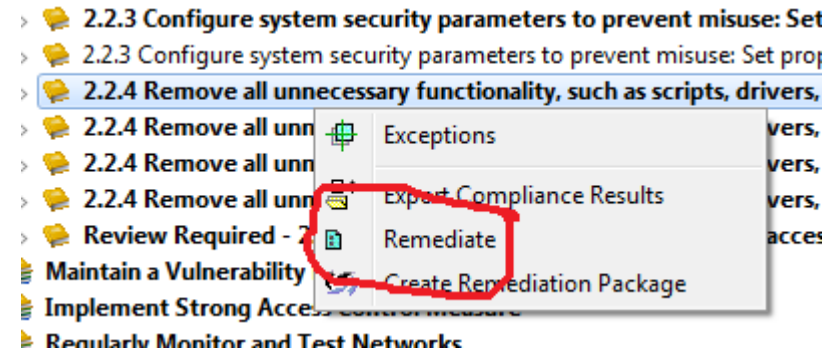 2.2.3 Configure system security parameters to prevent misuse: Set
2.2.3 Configure system security parameters to prevent misuse: Set prop
2.2.4 Remove all unnecessary functionality, such as scripts, drivers,
2.2.4 Remove all unn vers,
Exceptions
2.2.4 Remove all unn vers,
2.2.4 Remove all unn vers,
Export Compliance Results
Review Required - 2 acces
Remediate
Maintain a Vulnerability
Create Remediation Package
Implement Strong Access Control Measure
Regularly Monitor and Test Networks